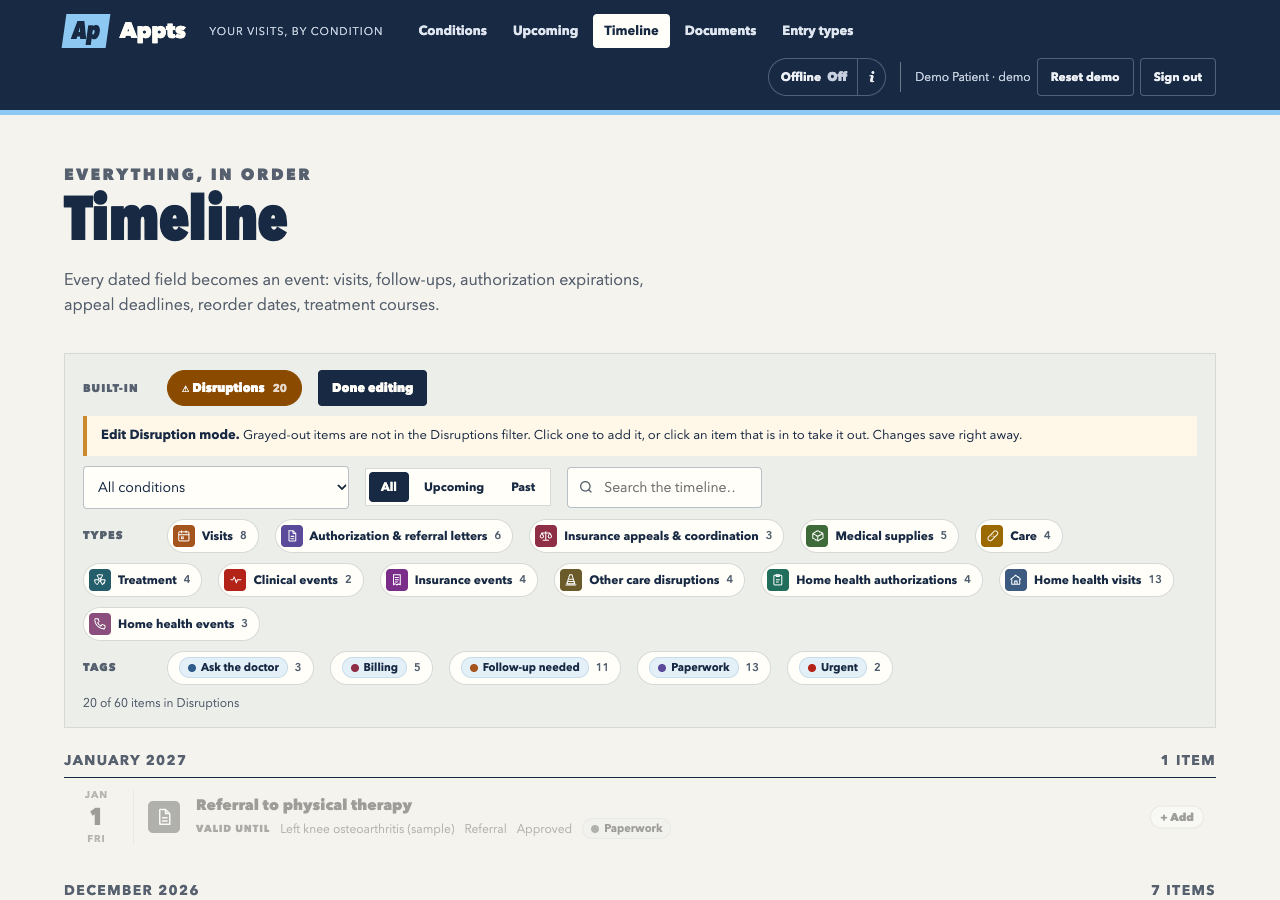 Ap Appts YOUR VISITS, BY CONDITION Conditions Upcoming Timeline Documents Entry types
Offline Off i Demo Patient · demo Reset demo Sign out
EVERYTHING, IN ORDER
Timeline
Every dated field becomes an event: visits, follow-ups, authorization expirations,
appeal deadlines, reorder dates, treatment courses.
BUILT-IN ⚠ Disruptions 20 Done editing
Edit Disruption mode. Grayed-out items are not in the Disruptions filter. Click one to add it, or click an item that is in to take it out. Changes save right away.
All conditions All Upcoming Past Search the timeline..
TYPES Visits 8 Authorization & referral letters 6 Insurance appeals & coordination 3 Medical supplies 5 Care 4
Treatment 4 Clinical events 2 Insurance events 4 Other care disruptions 4 Home health authorizations 4 Home health visits 13
Home health events 3
TAGS Ask the doctor 3 Billing 5 Follow-up needed 11 Paperwork 13 Urgent 2
20 of 60 items in Disruptions
JANUARY 2027 1 ITEM
JAN
1
FRI
Referral to physical therapy
VALID UNTIL Left knee osteoarthritis (sample) Referral Approved Paperwork
+ Add
DECEMBER 2026 7 ITEMS